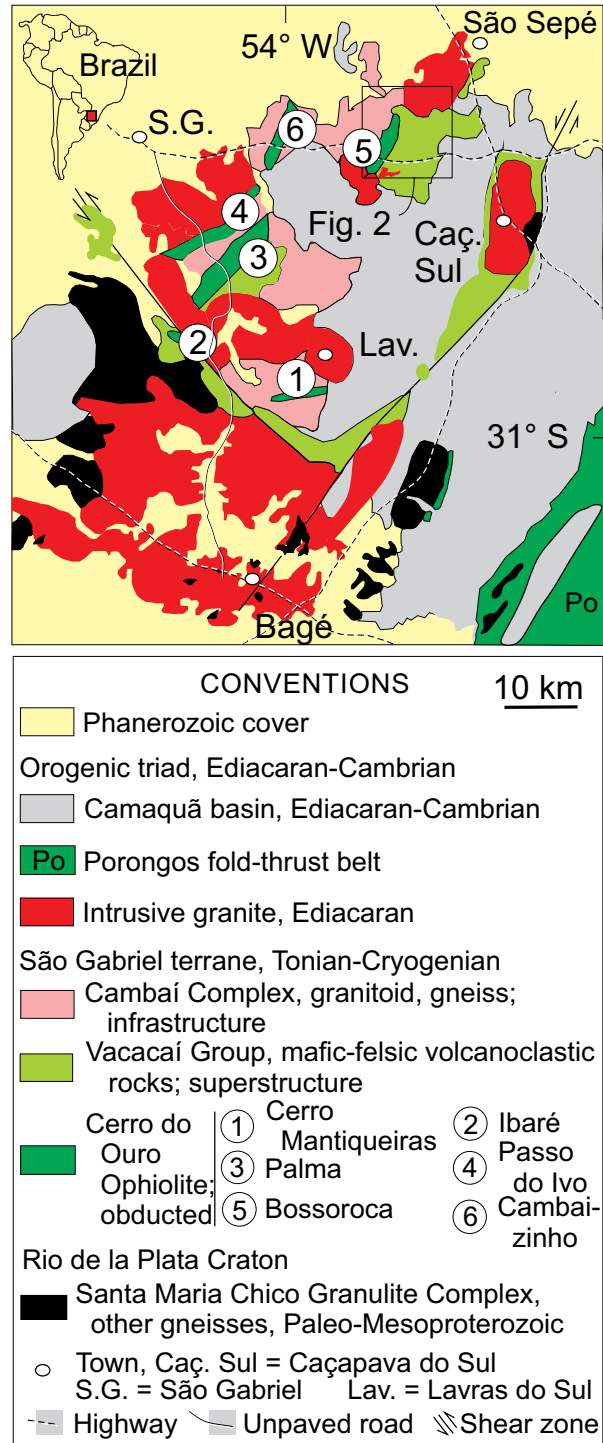 São Sepé
54° W
Brazil
S.G.
6
5
4
Fig. 2
Caç.
Sul
3
2
Lav.
1
31° S
Po
Bagé
CONVENTIONS
10 km
Phanerozoic cover
Orogenic triad, Ediacaran-Cambrian
Camaquã basin, Ediacaran-Cambrian
Po Porongos fold-thrust belt
Intrusive granite, Ediacaran
São Gabriel terrane, Tonian-Cryogenian
Cambaí Complex, granitoid, gneiss;
infrastructure
Vacacaí Group, mafic-felsic volcanoclastic
rocks; superstructure
Cerro do
Ouro
Ophiolite;
obducted
1 Cerro
Mantiqueiras
2 Ibaré
3 Palma
4 Passo
do Ivo
5 Bossoroca
6 Cambai-
zinho
Rio de la Plata Craton
Santa Maria Chico Granulite Complex,
other gneisses, Paleo-Mesoproterozoic
Town, Caç. Sul = Caçapava do Sul
S.G. = São Gabriel Lav. = Lavras do Sul
Highway Unpaved road Shear zone